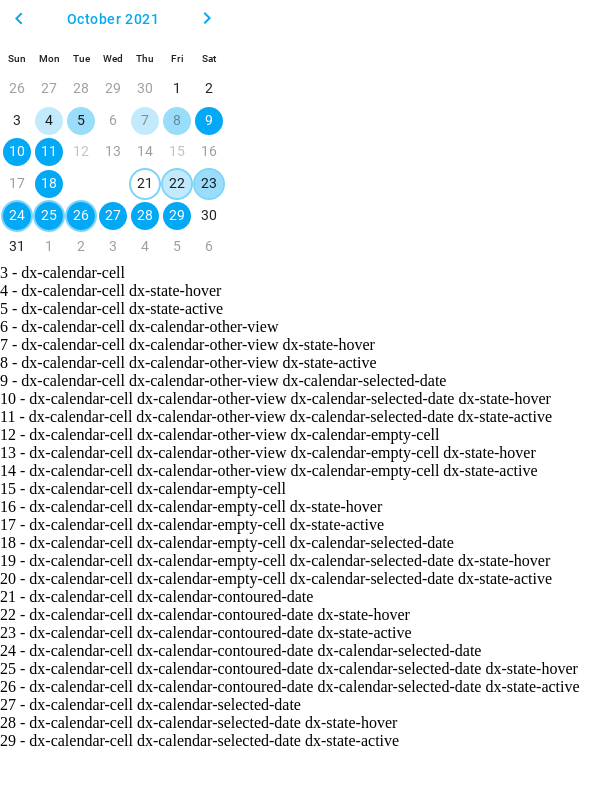 October 2021
Sun Mon Tue Wed Thu Fri Sat
26 27 28 29 30 1 2
3 4 5 6 7 8 9
10 11 12 13 14 15 16
17 18 21 22 23
24 25 26 27 28 29 30
31 1 2 3 4 5 6
3 - dx-calendar-cell
4 - dx-calendar-cell dx-state-hover
5 - dx-calendar-cell dx-state-active
6 - dx-calendar-cell dx-calendar-other-view
7 - dx-calendar-cell dx-calendar-other-view dx-state-hover
8 - dx-calendar-cell dx-calendar-other-view dx-state-active
9 - dx-calendar-cell dx-calendar-other-view dx-calendar-selected-date
10 - dx-calendar-cell dx-calendar-other-view dx-calendar-selected-date dx-state-hover
11 - dx-calendar-cell dx-calendar-other-view dx-calendar-selected-date dx-state-active
12 - dx-calendar-cell dx-calendar-other-view dx-calendar-empty-cell
13 - dx-calendar-cell dx-calendar-other-view dx-calendar-empty-cell dx-state-hover
14 - dx-calendar-cell dx-calendar-other-view dx-calendar-empty-cell dx-state-active
15 - dx-calendar-cell dx-calendar-empty-cell
16 - dx-calendar-cell dx-calendar-empty-cell dx-state-hover
17 - dx-calendar-cell dx-calendar-empty-cell dx-state-active
18 - dx-calendar-cell dx-calendar-empty-cell dx-calendar-selected-date
19 - dx-calendar-cell dx-calendar-empty-cell dx-calendar-selected-date dx-state-hover
20 - dx-calendar-cell dx-calendar-empty-cell dx-calendar-selected-date dx-state-active
21 - dx-calendar-cell dx-calendar-contoured-date
22 - dx-calendar-cell dx-calendar-contoured-date dx-state-hover
23 - dx-calendar-cell dx-calendar-contoured-date dx-state-active
24 - dx-calendar-cell dx-calendar-contoured-date dx-calendar-selected-date
25 - dx-calendar-cell dx-calendar-contoured-date dx-calendar-selected-date dx-state-hover
26 - dx-calendar-cell dx-calendar-contoured-date dx-calendar-selected-date dx-state-active
27 - dx-calendar-cell dx-calendar-selected-date
28 - dx-calendar-cell dx-calendar-selected-date dx-state-hover
29 - dx-calendar-cell dx-calendar-selected-date dx-state-active